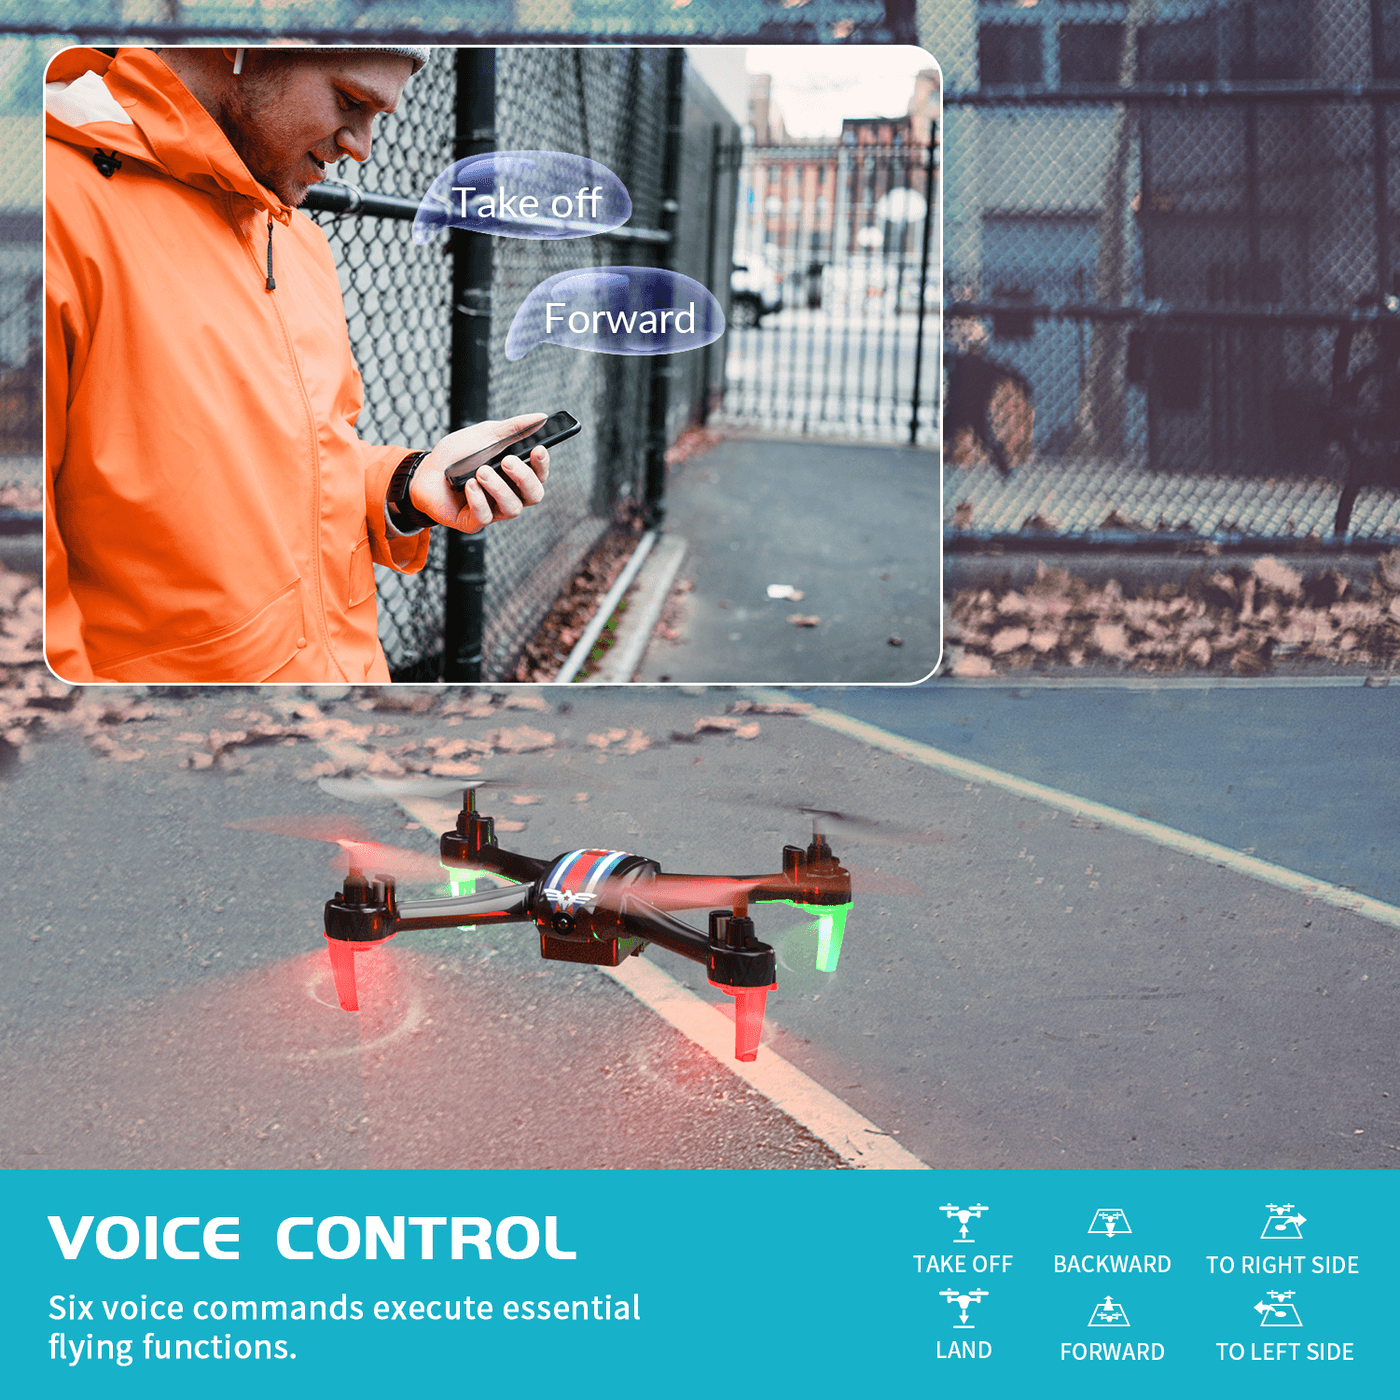 Take off
Forward
VOICE CONTROL
Six voice commands execute essential
flying functions.
TAKE OFF
BACKWARD
TO RIGHT SIDE
LAND
FORWARD
TO LEFT SIDE